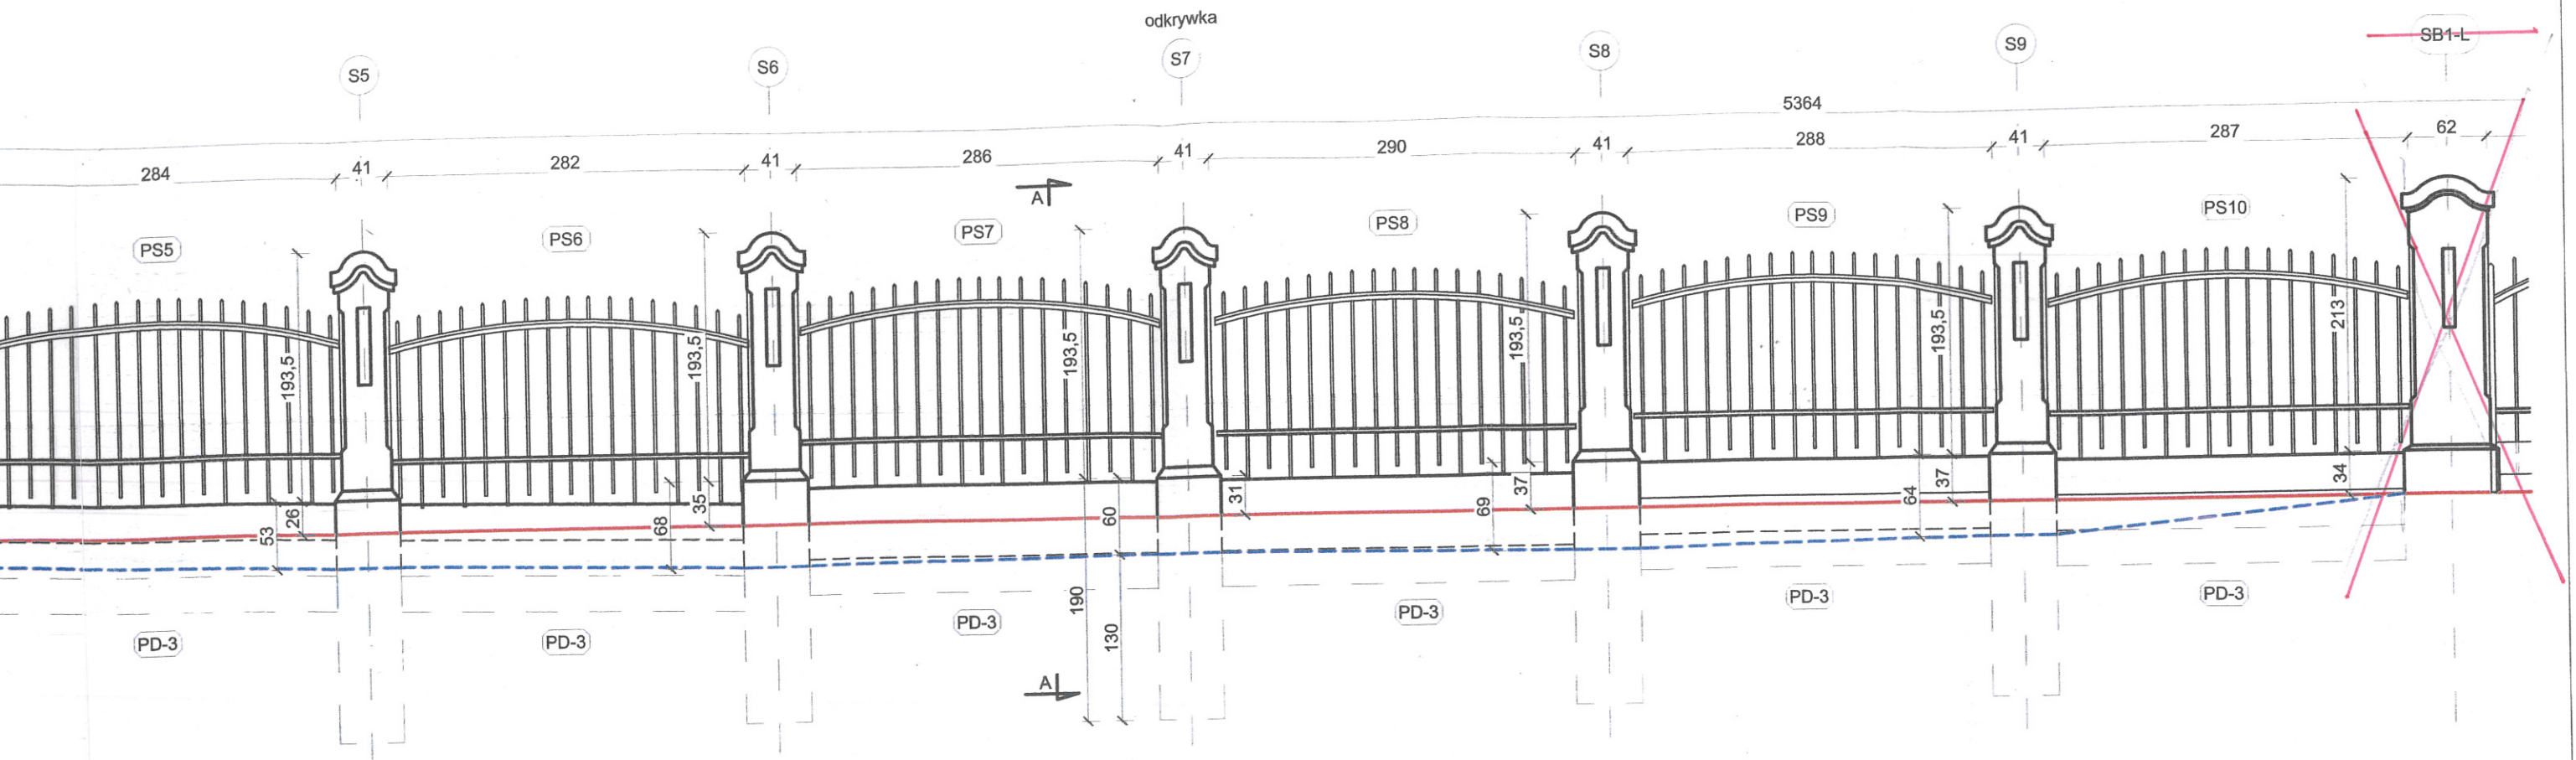 odkrywka
S5
S6
S7
S8
S9
SB1-L
5364
284 41 282 41 286 41 290 41 288 41 287 62
A
PS5
PS6
PS7
PS8
PS9
PS10
193,5
193,5
193,5
193,5
193,5
213
53
26
68
35
60
31
69
37
64
37
34
190
130
PD-3
PD-3
PD-3
PD-3
PD-3
PD-3
A